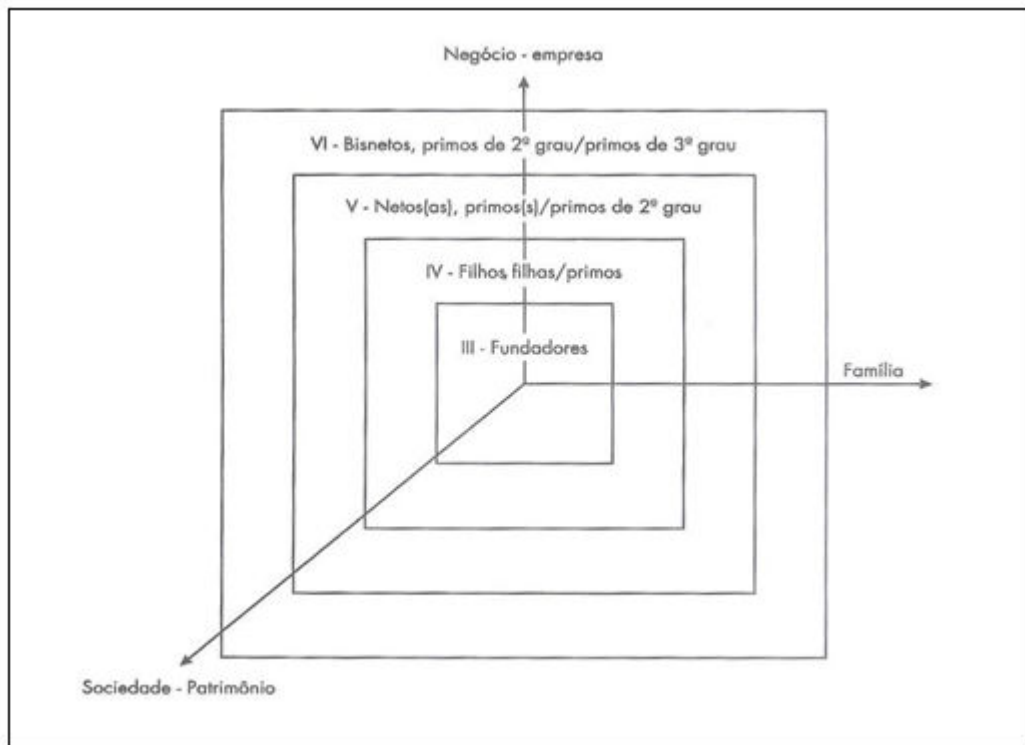 Negócio - empresa
VI - Bisnetos, primos de 2º grau/primos de 3º grau
V - Netos(as), primos(s)/primos de 2º grau
IV - Filhos, filhas/primos
III - Fundadores
Família
Sociedade - Patrimônio